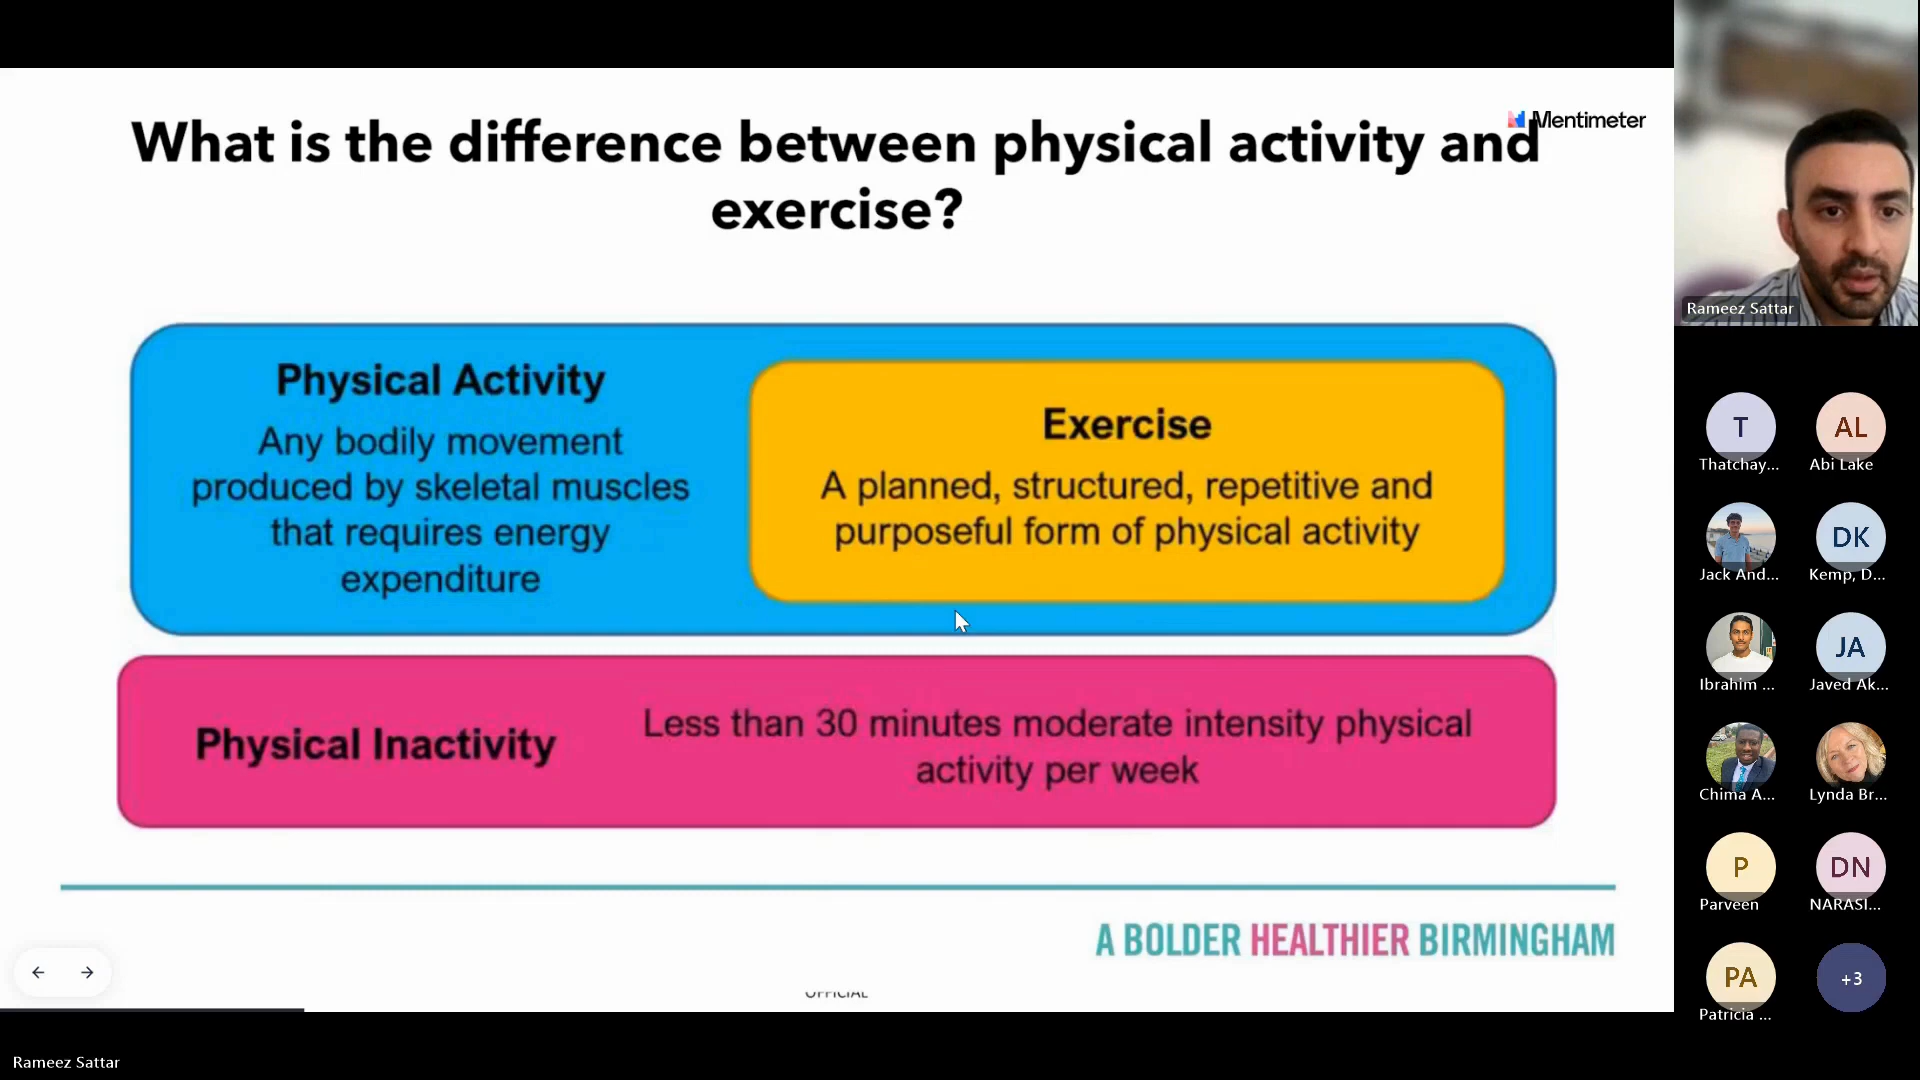 What is the difference between physical activity and
exercise?
Mentimeter
Physical Activity
Any bodily movement
produced by skeletal muscles
that requires energy
expenditure
Exercise
A planned, structured, repetitive and
purposeful form of physical activity
Physical Inactivity
Less than 30 minutes moderate intensity physical
activity per week
A BOLDER HEALTHIER BIRMINGHAM
OFFICIAL
Rameez Sattar
Rameez Sattar
T
Thatchay...
AL
Abi Lake
Jack And...
DK
Kemp, D...
Ibrahim ...
JA
Javed Ak...
Chima A...
Lynda Br...
P
Parveen
DN
NARASI...
PA
Patricia ...
+3